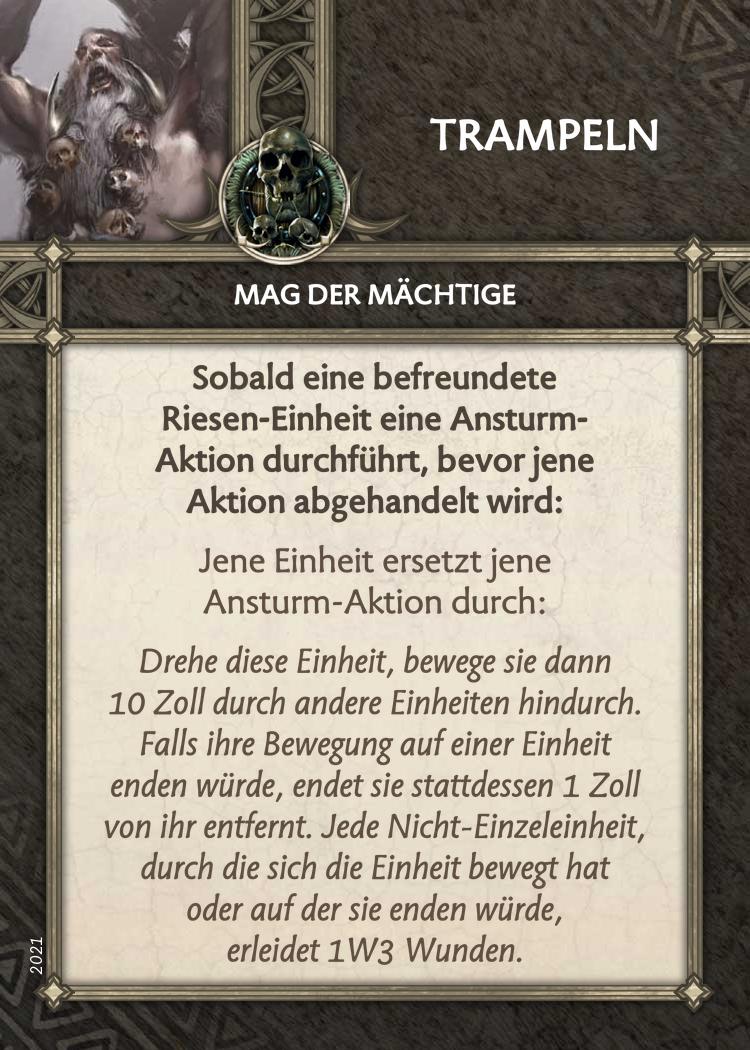 TRAMPELN
MAG DER MÄCHTIGE
Sobald eine befreundete
Riesen-Einheit eine Ansturm-
Aktion durchführt, bevor jene
Aktion abgehandelt wird:
Jene Einheit ersetzt jene
Ansturm-Aktion durch:
Drehe diese Einheit, bewege sie dann
10 Zoll durch andere Einheiten hindurch.
Falls ihre Bewegung auf einer Einheit
enden würde, endet sie stattdessen 1 Zoll
von ihr entfernt. Jede Nicht-Einzeleinheit,
durch die sich die Einheit bewegt hat
oder auf der sie enden würde,
erleidet 1W3 Wunden.
2021